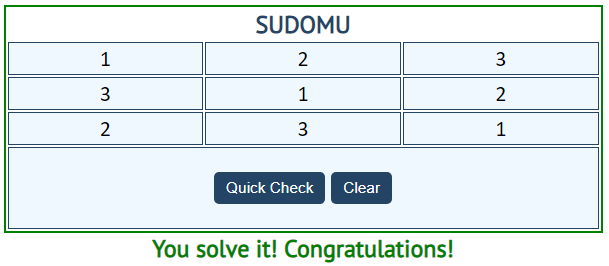 SUDOMU
1 2 3
3 1 2
2 3 1
Quick Check Clear
You solve it! Congratulations!